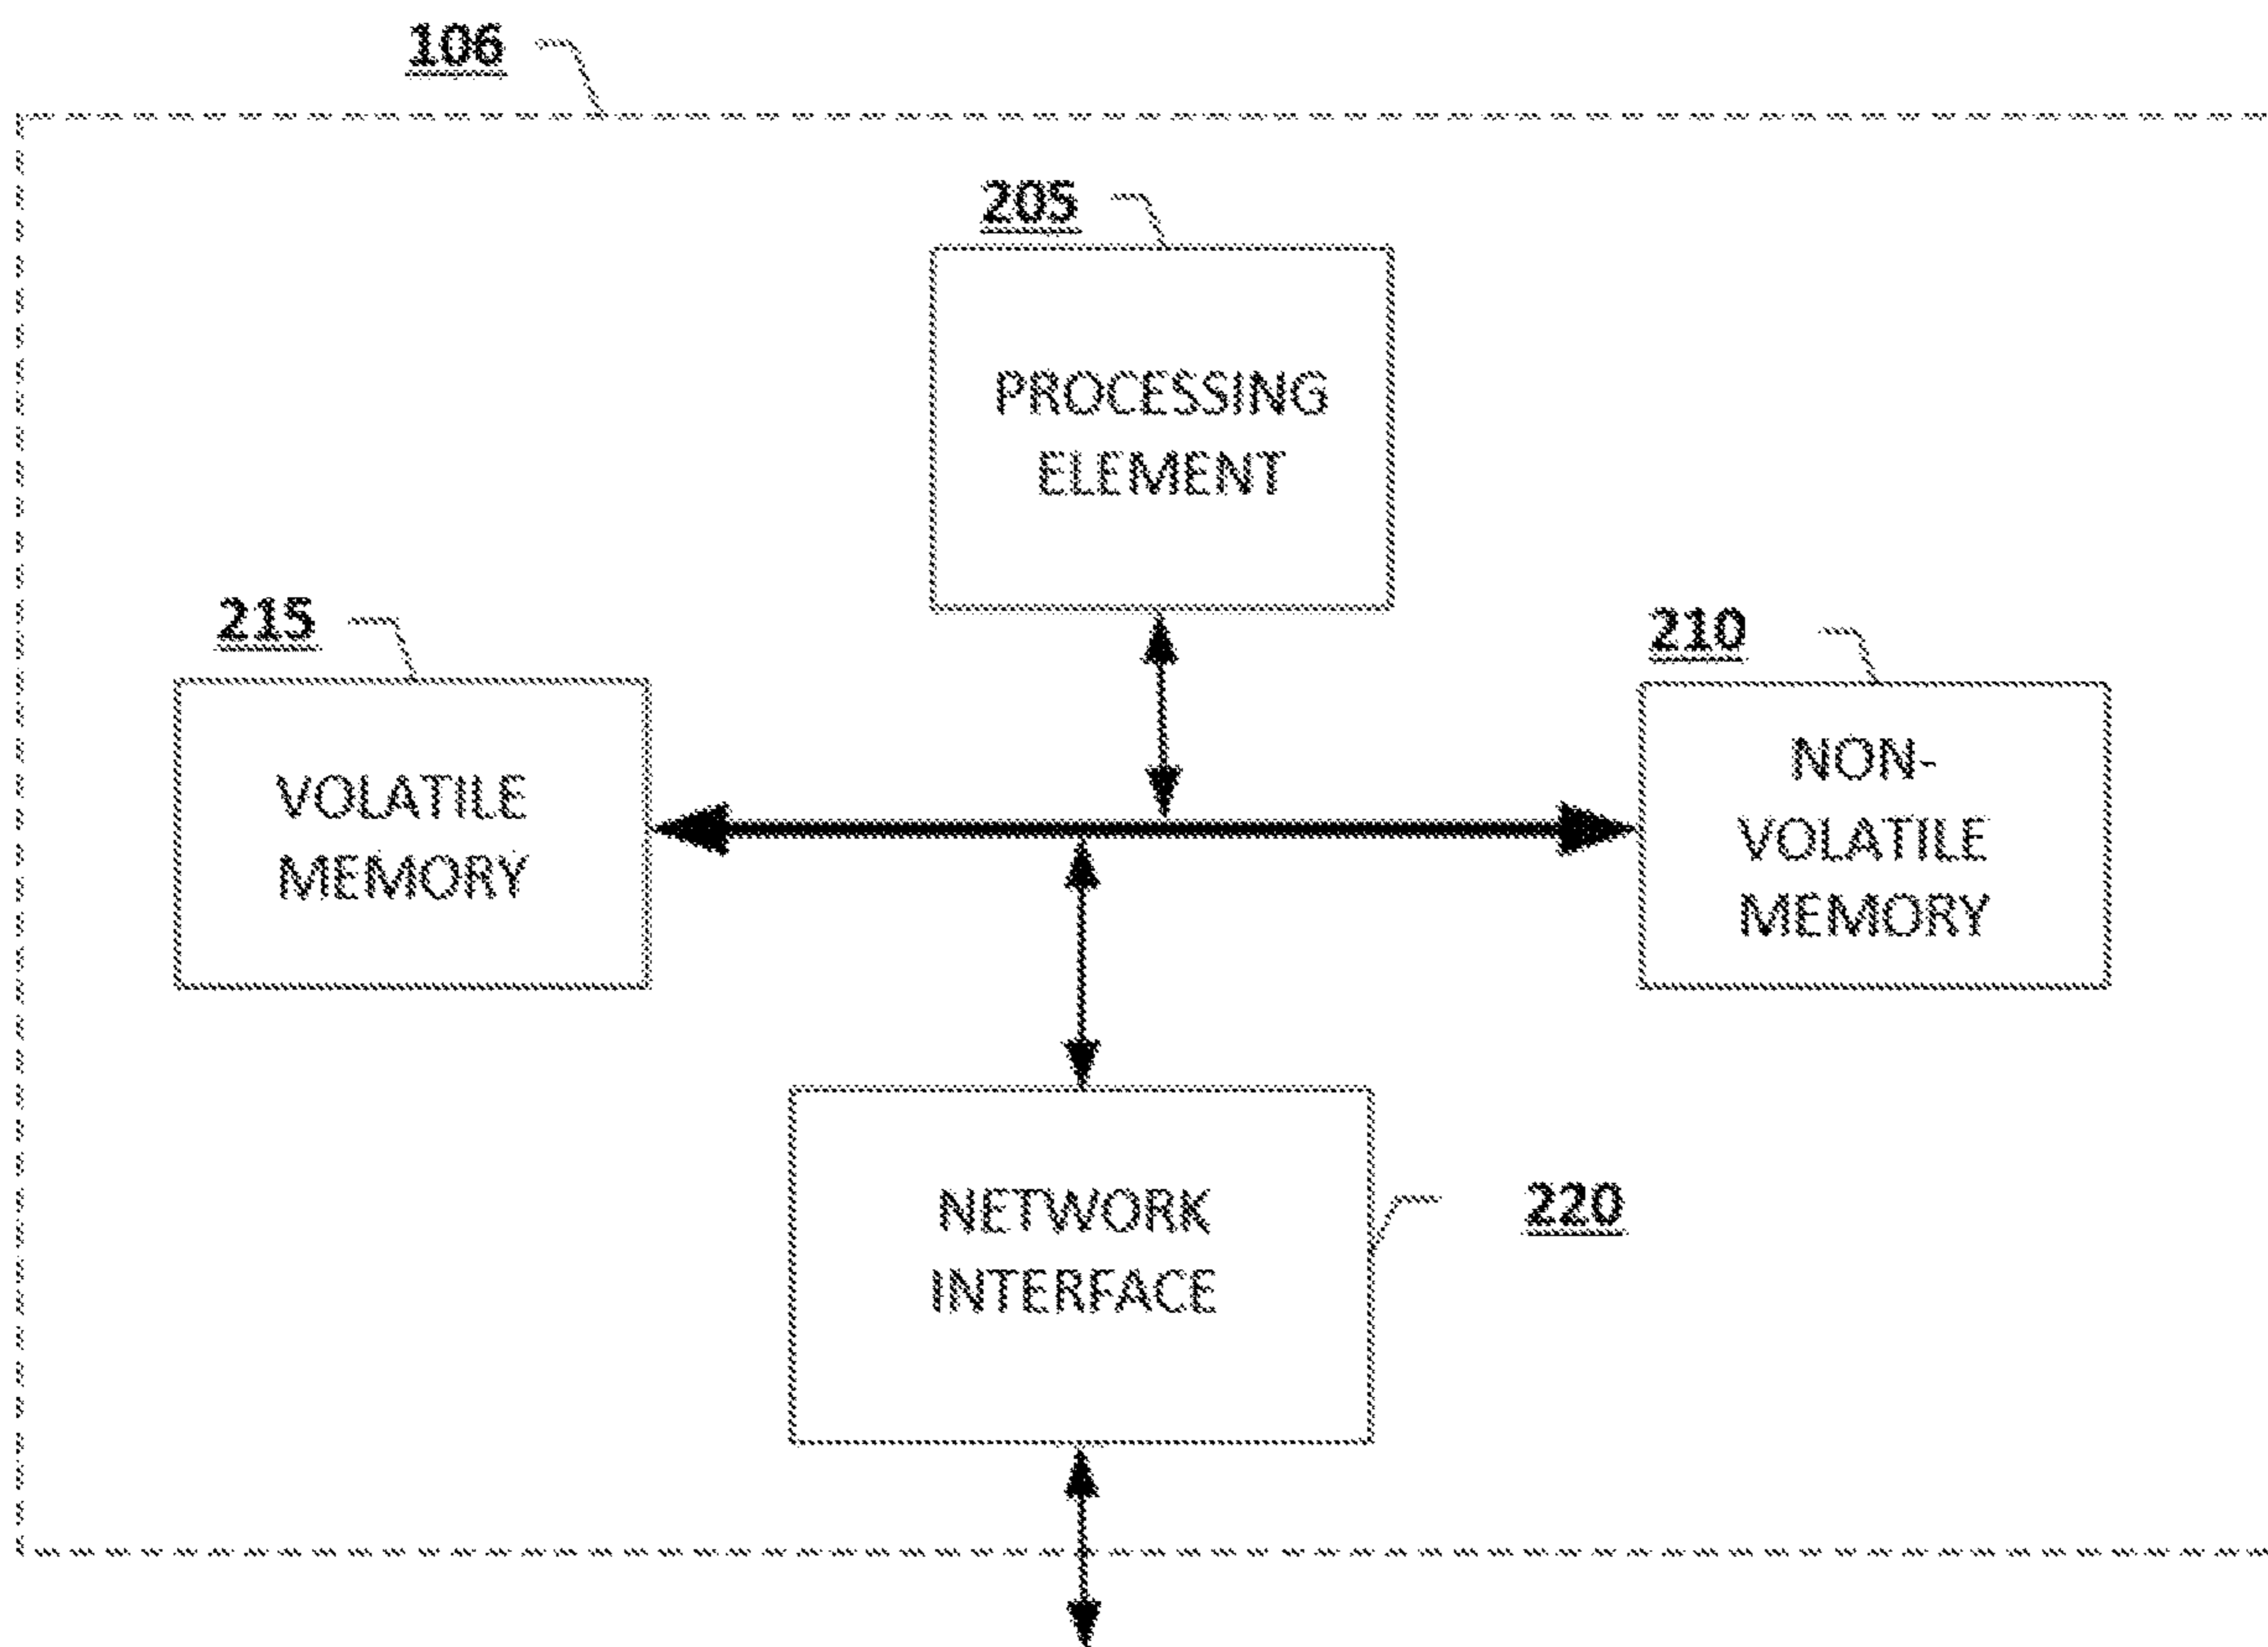 106
205
PROCESSING
ELEMENT
215
VOLATILE
MEMORY
210
NON-
VOLATILE
MEMORY
NETWORK
INTERFACE
220